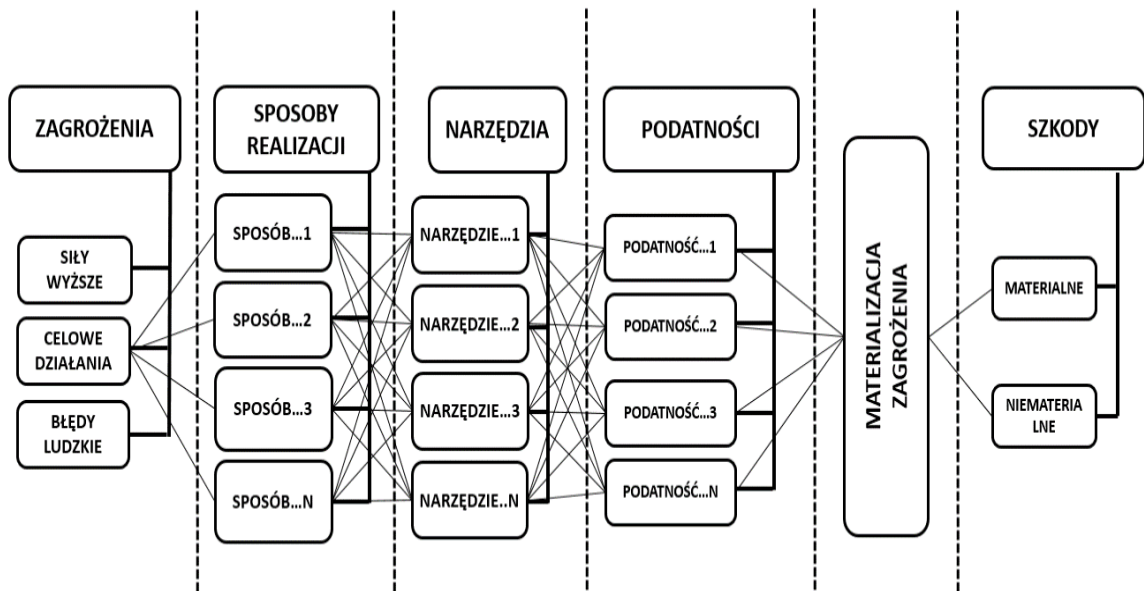 ZAGROŻENIA
SIŁY
WYŻSZE
CELOWE
DZIAŁANIA
BŁĘDY
LUDZKIE
SPOSOBY
REALIZACJI
SPOSÓB...1
SPOSÓB...2
SPOSÓB...3
SPOSÓB...N
NARZĘDZIA
NARZĘDZIE...1
NARZĘDZIE...2
NARZĘDZIE...3
NARZĘDZIE..N
PODATNOŚCI
PODATNOŚĆ...1
PODATNOŚĆ...2
PODATNOŚĆ...3
PODATNOŚĆ...N
MATERIALIZACJA
ZAGROŻENIA
SZKODY
MATERIALNE
NIEMATERIA
LNE